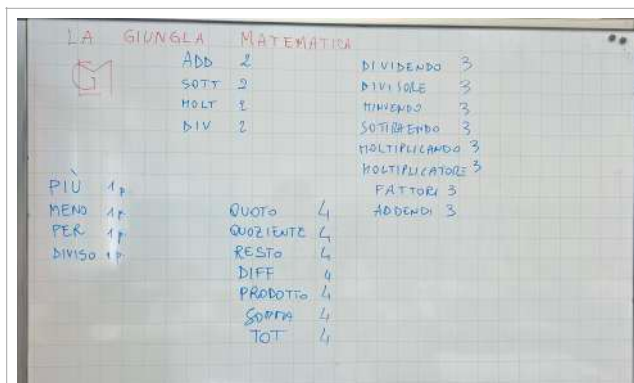 LA GIUNGLA MATEMATICA
GM
ADD 2
SOTT 2
MOLT 2
DIV 2
DIVIDENDO 3
DIVISORE 3
MINUENDO 3
SOTTRAENDO 3
MOLTIPLICANDO 3
MOLTIPLICATORE 3
FATTORI 3
ADDENDI 3
PIÙ 1p
MENO 1p
PER 1p
DIVISO 1p
QUOTO 4
QUOZIENTE 4
RESTO 4
DIFF 4
PRODOTTO 4
SOMMA 4
TOT 4